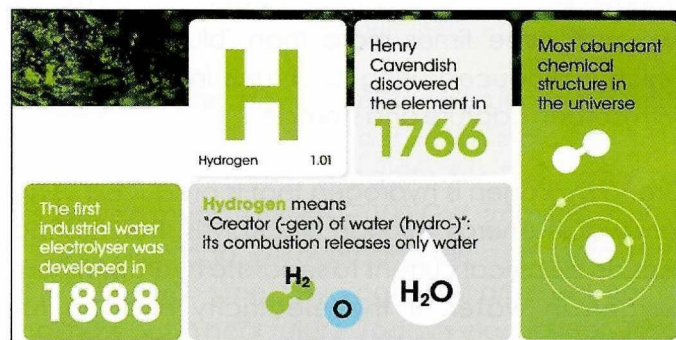 H
Hydrogen 1.01
Henry
Cavendish
discovered
the element in
1766
Most abundant
chemical
structure in
the universe
The first
industrial water
electrolyser was
developed in
1888
Hydrogen means
"Creator (-gen) of water (hydro-)":
its combustion releases only water
H₂
O
H₂O